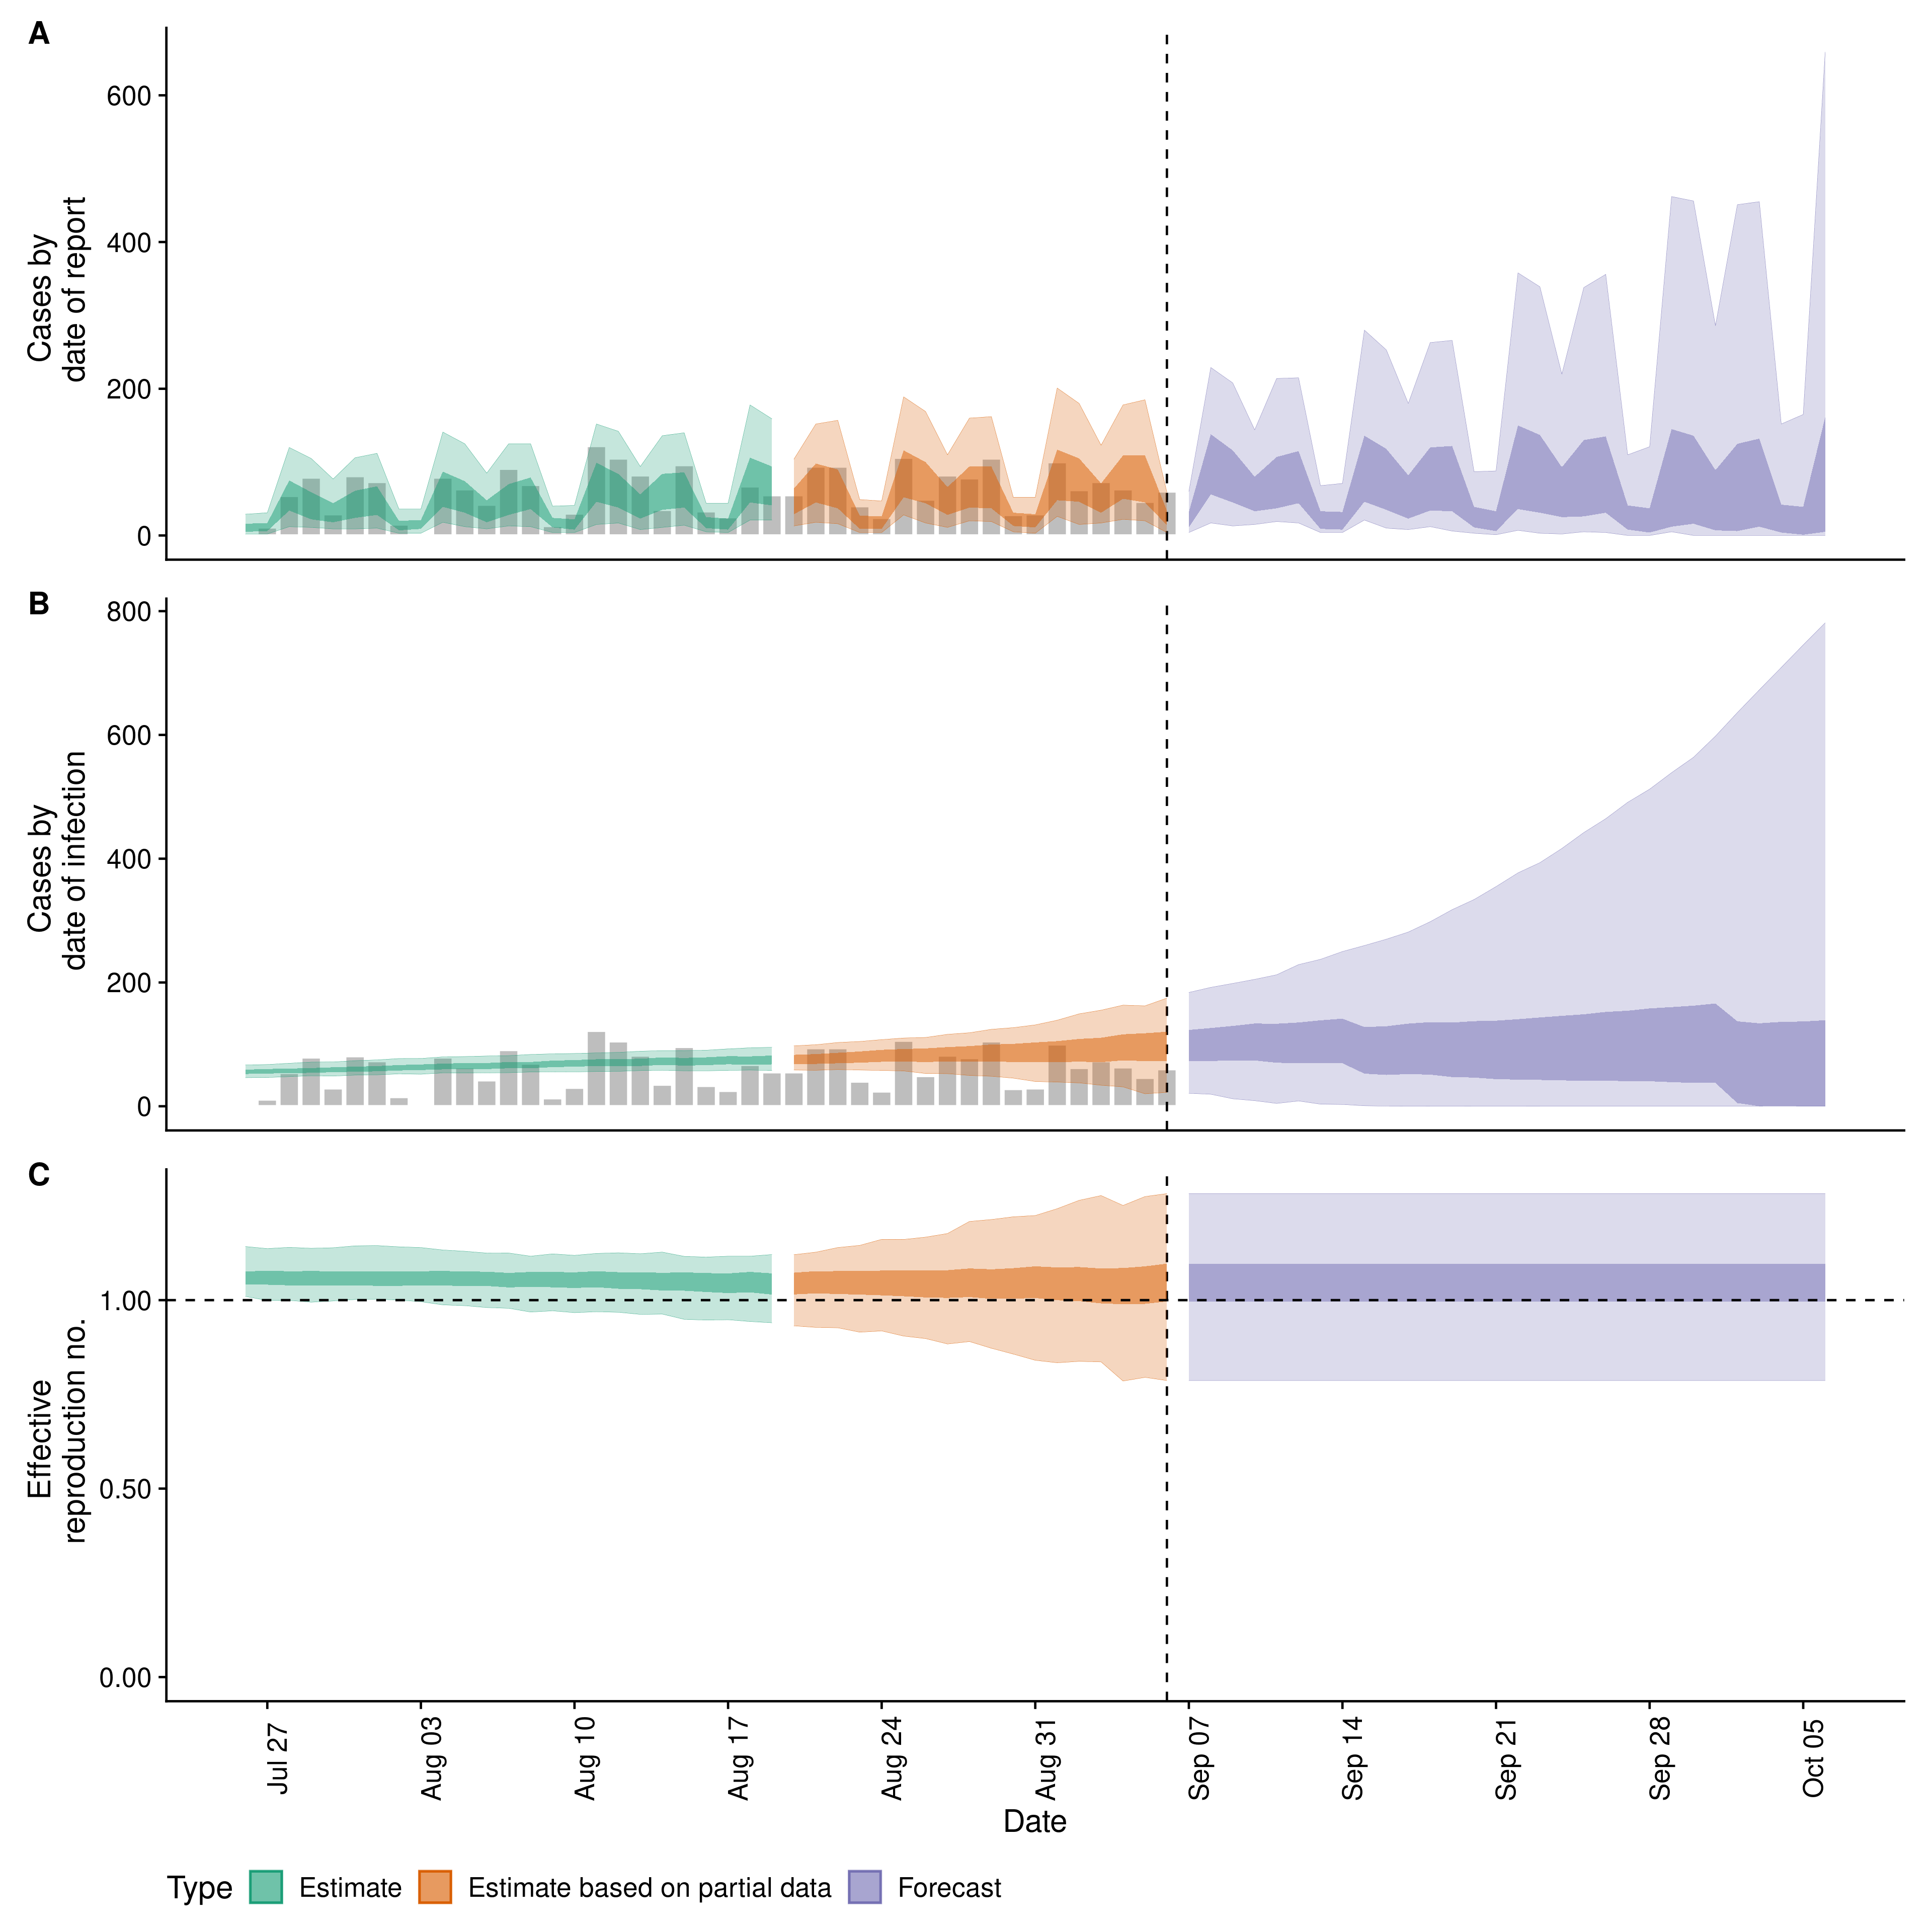 A
600
400
200
0
Cases by
date of report
B
800
600
400
200
0
Cases by
date of infection
C
1.00
0.50
0.00
Effective
reproduction no.
Jul 27
Aug 03
Aug 10
Aug 17
Aug 24
Aug 31
Sep 07
Sep 14
Sep 21
Sep 28
Oct 05
Date
Type Estimate Estimate based on partial data Forecast